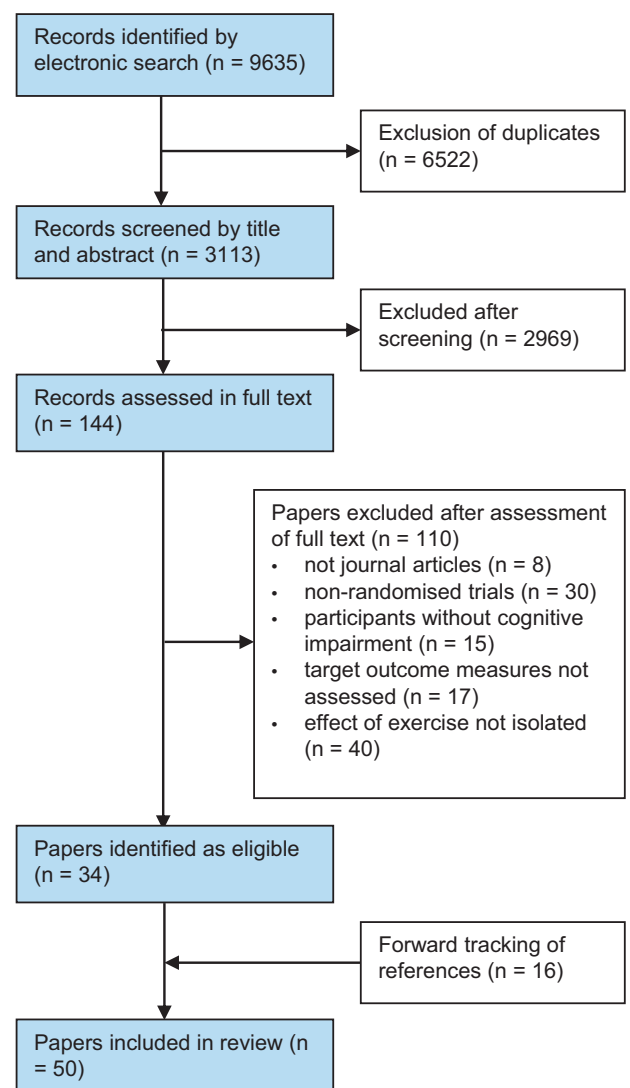 Records identified by
electronic search (n = 9635)
Exclusion of duplicates
(n = 6522)
Records screened by title
and abstract (n = 3113)
Excluded after
screening (n = 2969)
Records assessed in full text
(n = 144)
Papers excluded after assessment
of full text (n = 110)
• not journal articles (n = 8)
• non-randomised trials (n = 30)
• participants without cognitive
impairment (n = 15)
• target outcome measures not
assessed (n = 17)
• effect of exercise not isolated
(n = 40)
Papers identified as eligible
(n = 34)
Forward tracking of
references (n = 16)
Papers included in review (n
= 50)